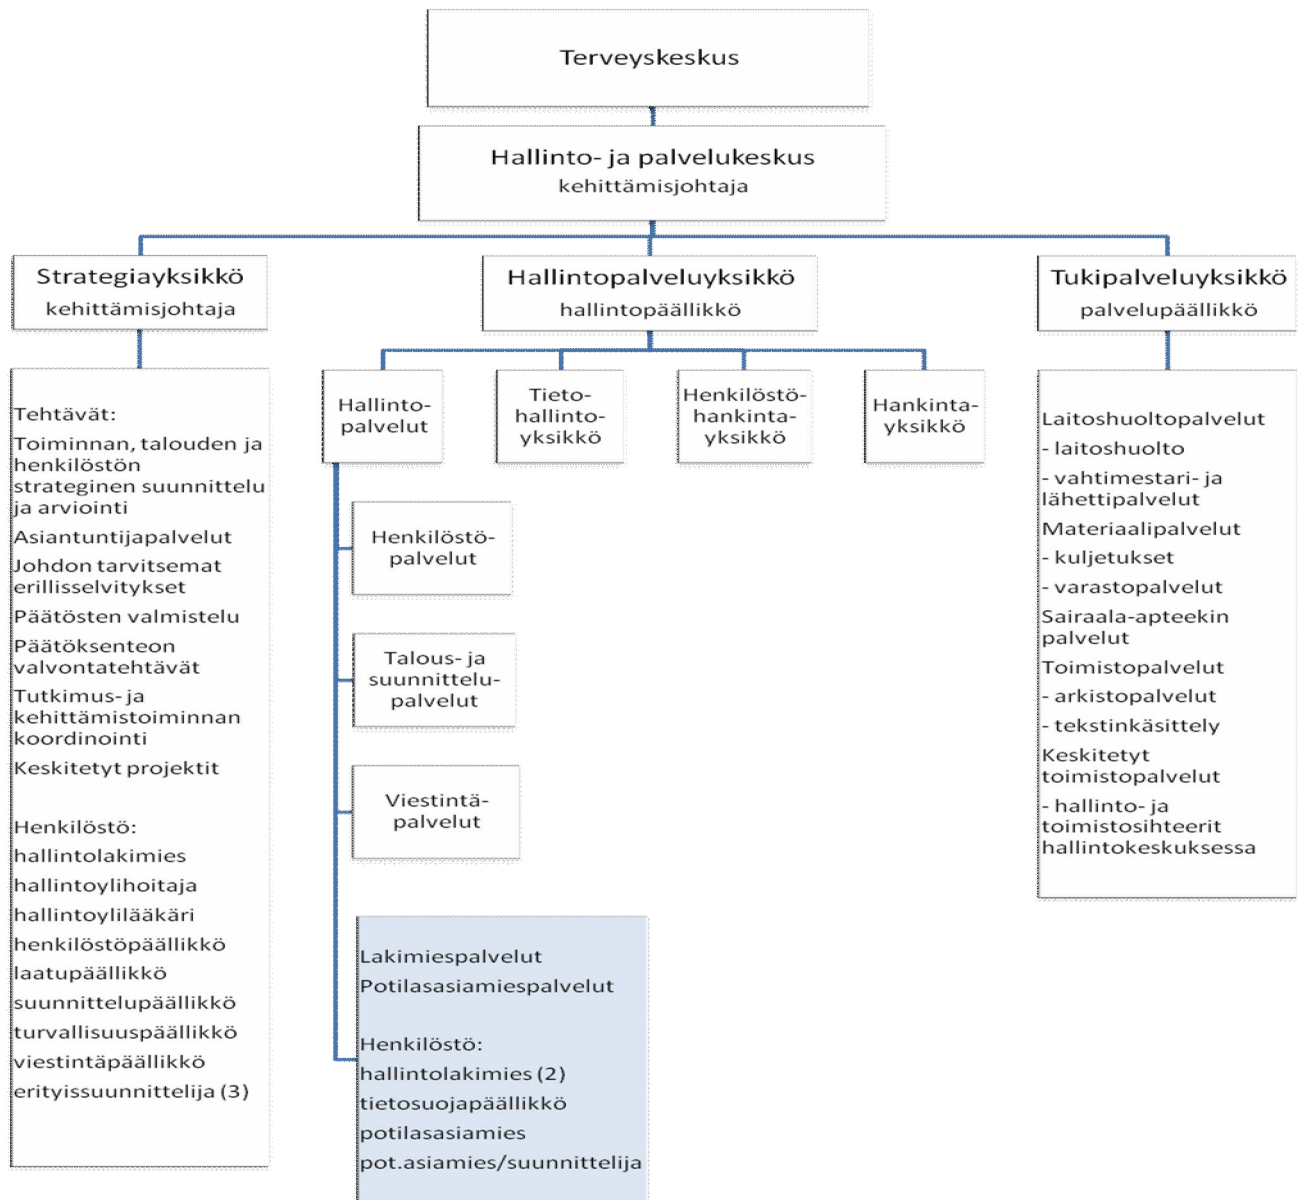 Terveyskeskus
Hallinto- ja palvelukeskus
kehittämisjohtaja
Strategiayksikkö
kehittämisjohtaja
Hallintopalveluyksikkö
hallintopäällikkö
Tukipalveluyksikkö
palvelupäällikkö
Tehtävät:
Toiminnan, talouden ja
henkilöstön
strateginen suunnittelu
ja arviointi
Asiantuntijapalvelut
Johdon tarvitsemat
erillisselvitykset
Päätösten valmistelu
Päätöksenteon
valvontatehtävät
Tutkimus- ja
kehittämistoiminnan
koordinointi
Keskitetyt projektit
Henkilöstö:
hallintolakimies
hallintoylihoitaja
hallintoylilääkäri
henkilöstöpäällikkö
laatupäällikkö
suunnittelupäällikkö
turvallisuuspäällikkö
viestintäpäällikkö
erityissuunnittelija (3)
Hallinto-
palvelut
Tieto-
hallinto-
yksikkö
Henkilöstö-
hankinta-
yksikkö
Hankinta-
yksikkö
Henkilöstö-
palvelut
Talous- ja
suunnittelu-
palvelut
Viestintä-
palvelut
Lakimiespalvelut
Potilasasiamiespalvelut
Henkilöstö:
hallintolakimies (2)
tietosuojapäällikkö
potilasasiamies
pot.asiamies/suunnittelija
Laitoshuoltopalvelut
- laitoshuolto
- vahtimestari- ja
lähettipalvelut
Materiaalipalvelut
- kuljetukset
- varastopalvelut
Sairaala-apteekin
palvelut
Toimistopalvelut
- arkistopalvelut
- tekstinkäsittely
Keskitetyt
toimistopalvelut
- hallinto- ja
toimistosihteerit
hallintokeskuksessa